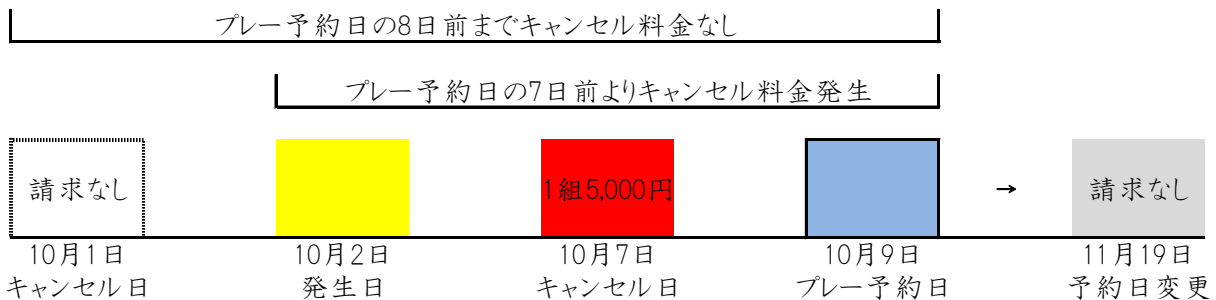 プレー予約日の8日前までキャンセル料金なし
プレー予約日の7日前よりキャンセル料金発生
請求なし
1組5,000円
→
請求なし
10月1日
10月2日
10月7日
10月9日
11月19日
キャンセル日
発生日
キャンセル日
プレー予約日
予約日変更